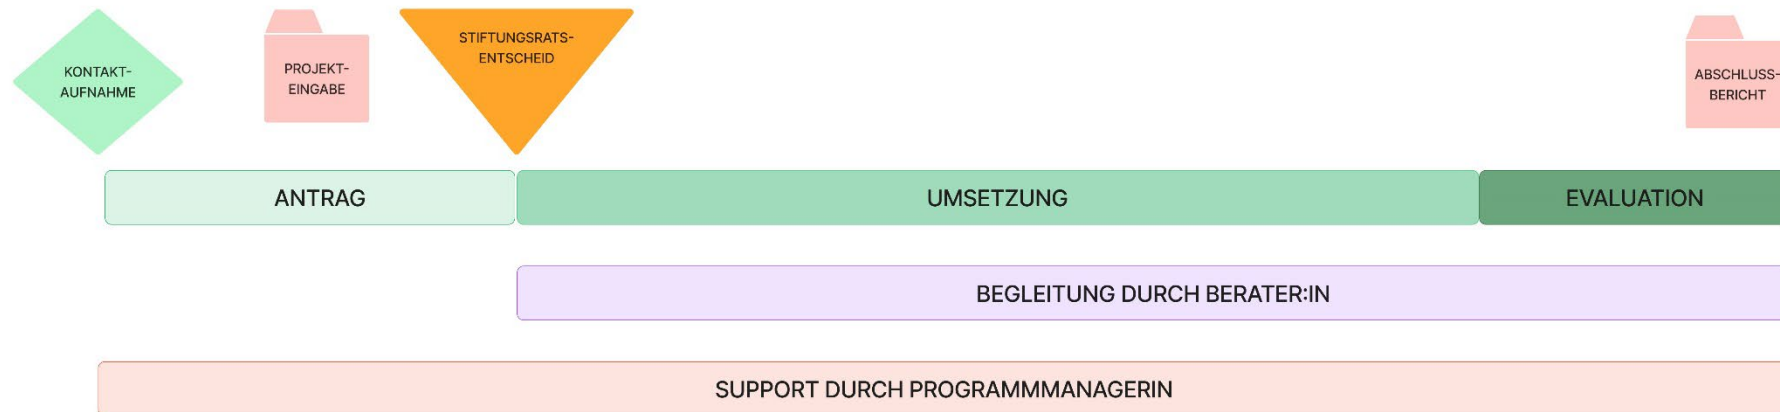 KONTAKT-
AUFNAHME
PROJEKT-
EINGABE
STIFTUNGSRATS-
ENTSCHEID
ABSCHLUSS-
BERICHT
ANTRAG
UMSETZUNG
EVALUATION
BEGLEITUNG DURCH BERATER:IN
SUPPORT DURCH PROGRAMMMANAGERIN